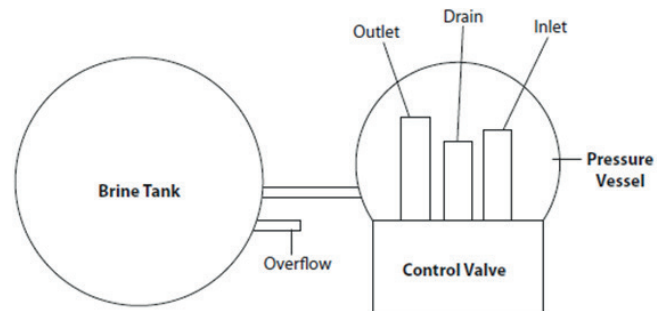 Drain
Outlet
Inlet
Pressure
Vessel
Brine Tank
Overflow
Control Valve